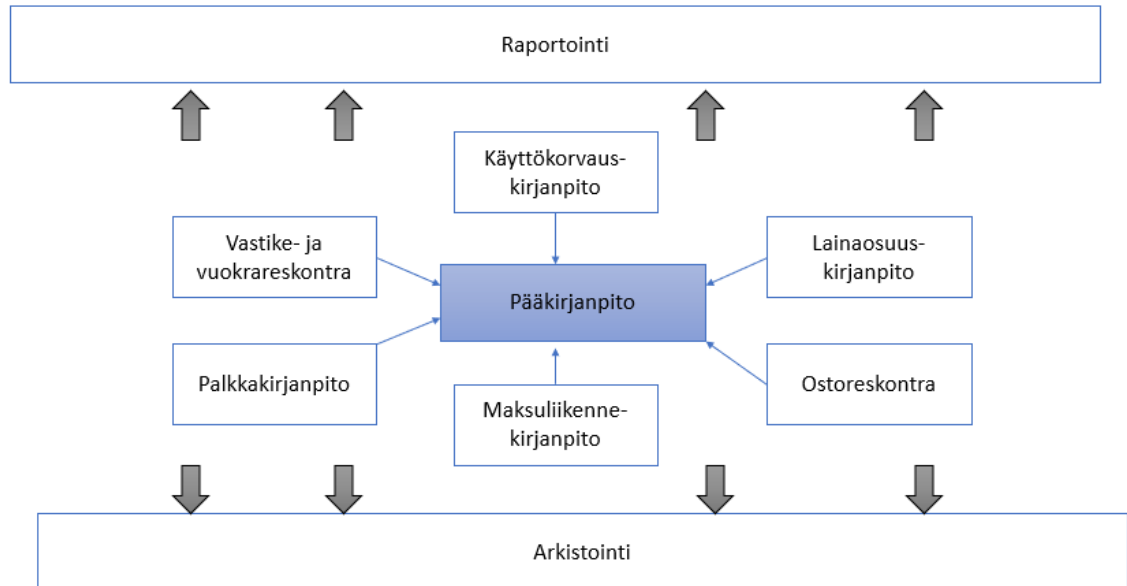 Raportointi
Käyttökorvaus-
kirjanpito
Vastike- ja
vuokrareskontra
Lainaosuus-
kirjanpito
Pääkirjanpito
Palkkakirjanpito
Maksuliikenne-
kirjanpito
Ostoreskontra
Arkistointi